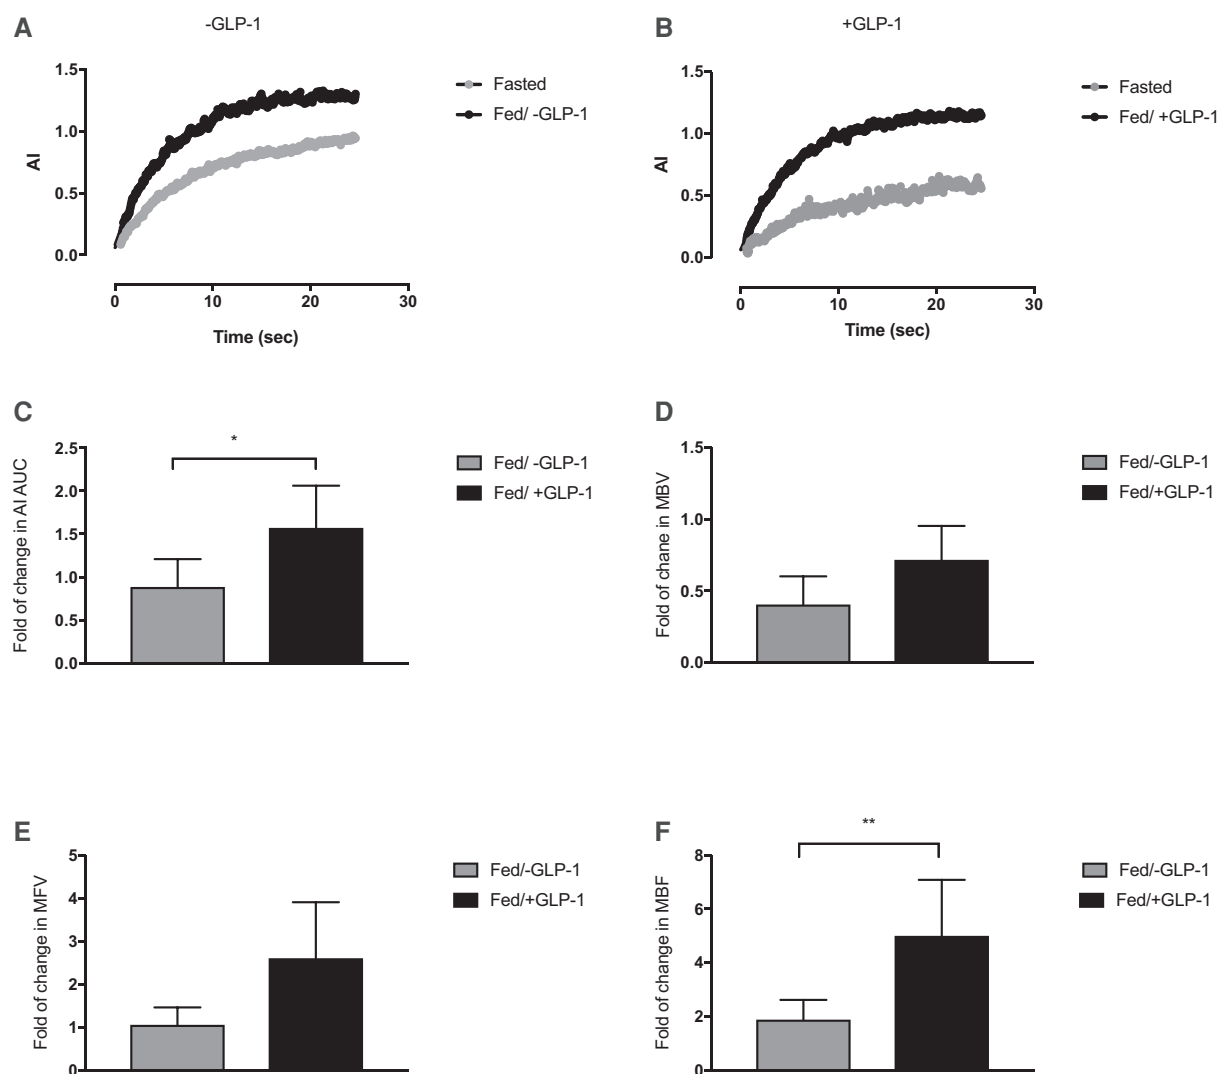 A
-GLP-1
AI
1.5
1.0
0.5
0.0
0
10
20
30
Time (sec)
Fasted
Fed/ -GLP-1
B
+GLP-1
AI
1.5
1.0
0.5
0.0
0
10
20
30
Time (sec)
Fasted
Fed/ +GLP-1
C
Fold of change in AI AUC
2.5
2.0
1.5
1.0
0.5
0.0
*
Fed/ -GLP-1
Fed/ +GLP-1
D
Fold of chane in MBV
1.5
1.0
0.5
0.0
Fed/-GLP-1
Fed/+GLP-1
E
Fold of change in MFV
5
4
3
2
1
0
Fed/-GLP-1
Fed/+GLP-1
F
Fold of change in MBF
8
6
4
2
0
**
Fed/-GLP-1
Fed/+GLP-1